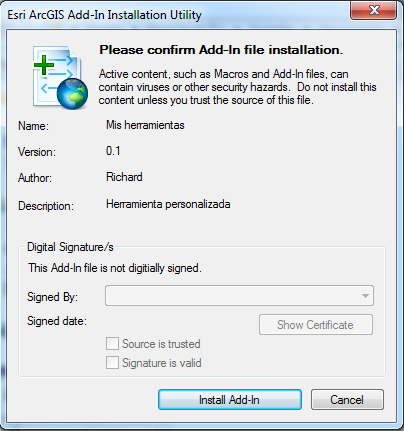 Esri ArcGIS Add-In Installation Utility
Please confirm Add-In file installation.
Active content, such as Macros and Add-In files, can
contain viruses or other security hazards. Do not install this
content unless you trust the source of this file.
Name: Mis herramientas
Version: 0.1
Author: Richard
Description: Herramienta personalizada
Digital Signature/s
This Add-In file is not digitially signed.
Signed By:
Signed date: Show Certificate
Source is trusted
Signature is valid
Install Add-In Cancel